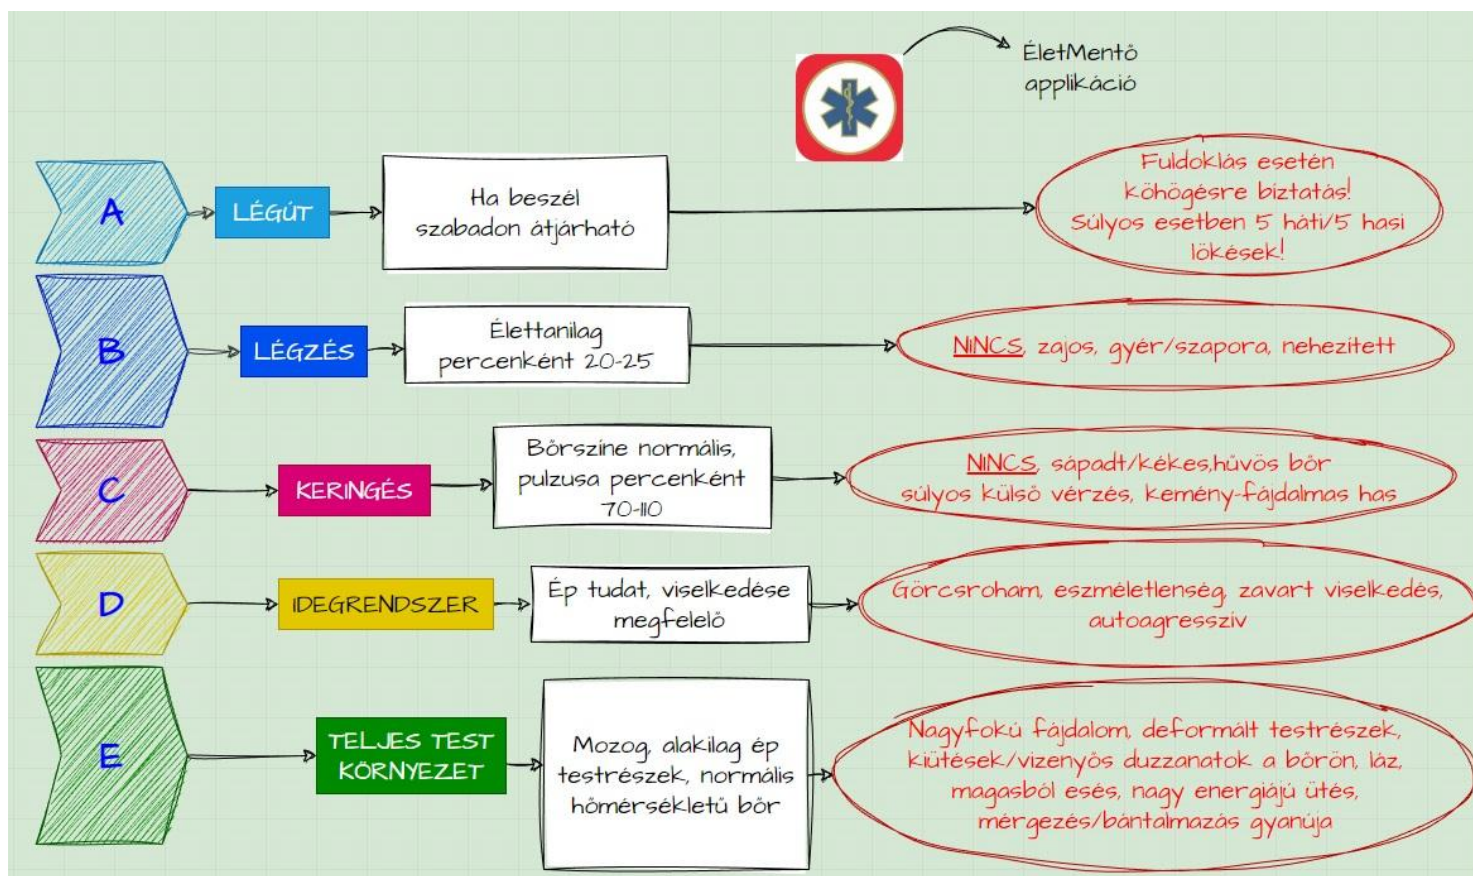 ÉletMentő
applikáció
A
LÉGÚT
Ha beszél
szabadon átjárható
Fuldoklás esetén
köhögésre biztatás!
Súlyos esetben 5 háti/5 hasi
lökések!
B
LÉGZÉS
Élettanilag
percenként 20-25
NINCS, zajos, gyér/szapora, nehezített
C
KERINGÉS
Bőrszíne normális,
pulzusa percenként
70-110
NINCS, sápadt/kékes,hűvös bőr
súlyos külső vérzés, kemény-fájdalmas has
D
IDEGRENDSZER
Ép tudat, viselkedése
megfelelő
Görcsroham, eszméletlenség, zavart viselkedés,
autoagresszív
E
TELJES TEST
KÖRNYEZET
Mozog, alakilag ép
testrészek, normális
hőmérsékletű bőr
Nagyfokú fájdalom, deformált testrészek,
kiütések/vizenyős duzzanatok a bőrön, láz,
magasból esés, nagy energiájú ütés,
mérgezés/bántalmazás gyanúja